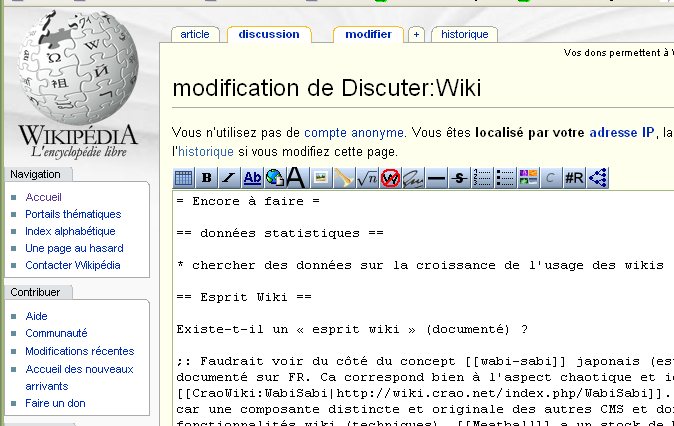 WIKIPÉDIA
L'encyclopédie libre
article
discussion
modifier
+
historique
Vos dons permettent à
modification de Discuter:Wiki
Vous n'utilisez pas de compte anonyme. Vous êtes localisé par votre adresse IP, la
l'historique si vous modifiez cette page.
Navigation
Accueil
Portails thématiques
Index alphabétique
Une page au hasard
Contacter Wikipédia
Contribuer
Aide
Communauté
Modifications récentes
Accueil des nouveaux
arrivants
Faire un don
B I Ab A √n W S C #R
= Encore à faire =
== données statistiques ==
* chercher des données sur la croissance de l'usage des wikis
== Esprit Wiki ==
Existe-t-il un « esprit wiki » (documenté) ?
;: Faudrait voir du côté du concept [[wabi-sabi]] japonais (es
documenté sur FR. Ca correspond bien à l'aspect chaotique et i
[[CraoWiki:WabiSabi|http://wiki.crao.net/index.php/WabiSabi]].
car une composante distincte et originale des autres CMS et do
fonctionnalités wiki (techniques). [[Meatball]] a un stock de